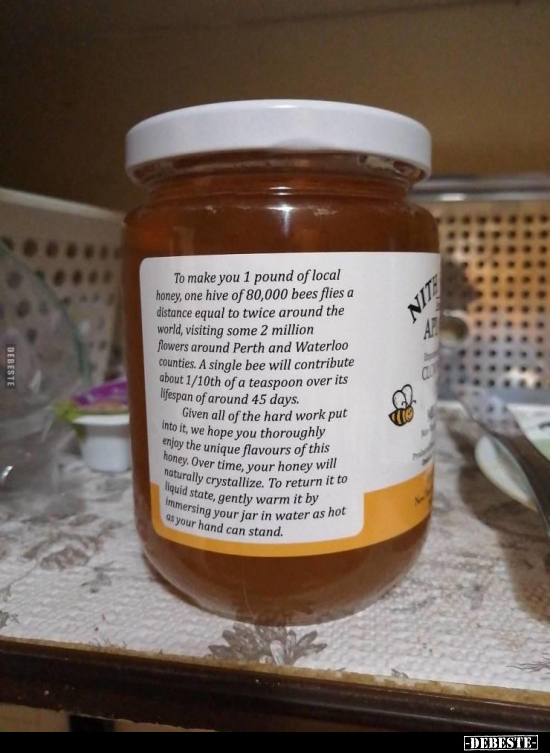 To make you 1 pound of local
honey, one hive of 80,000 bees flies a
distance equal to twice around the
world, visiting some 2 million
flowers around Perth and Waterloo
counties. A single bee will contribute
about 1/10th of a teaspoon over its
lifespan of around 45 days.
Given all of the hard work put
into it, we hope you thoroughly
enjoy the unique flavours of this
honey. Over time, your honey will
naturally crystallize. To return it to
liquid state, gently warm it by
immersing your jar in water as hot
as your hand can stand.
NITH
DEBESTE
-DEBESTE-